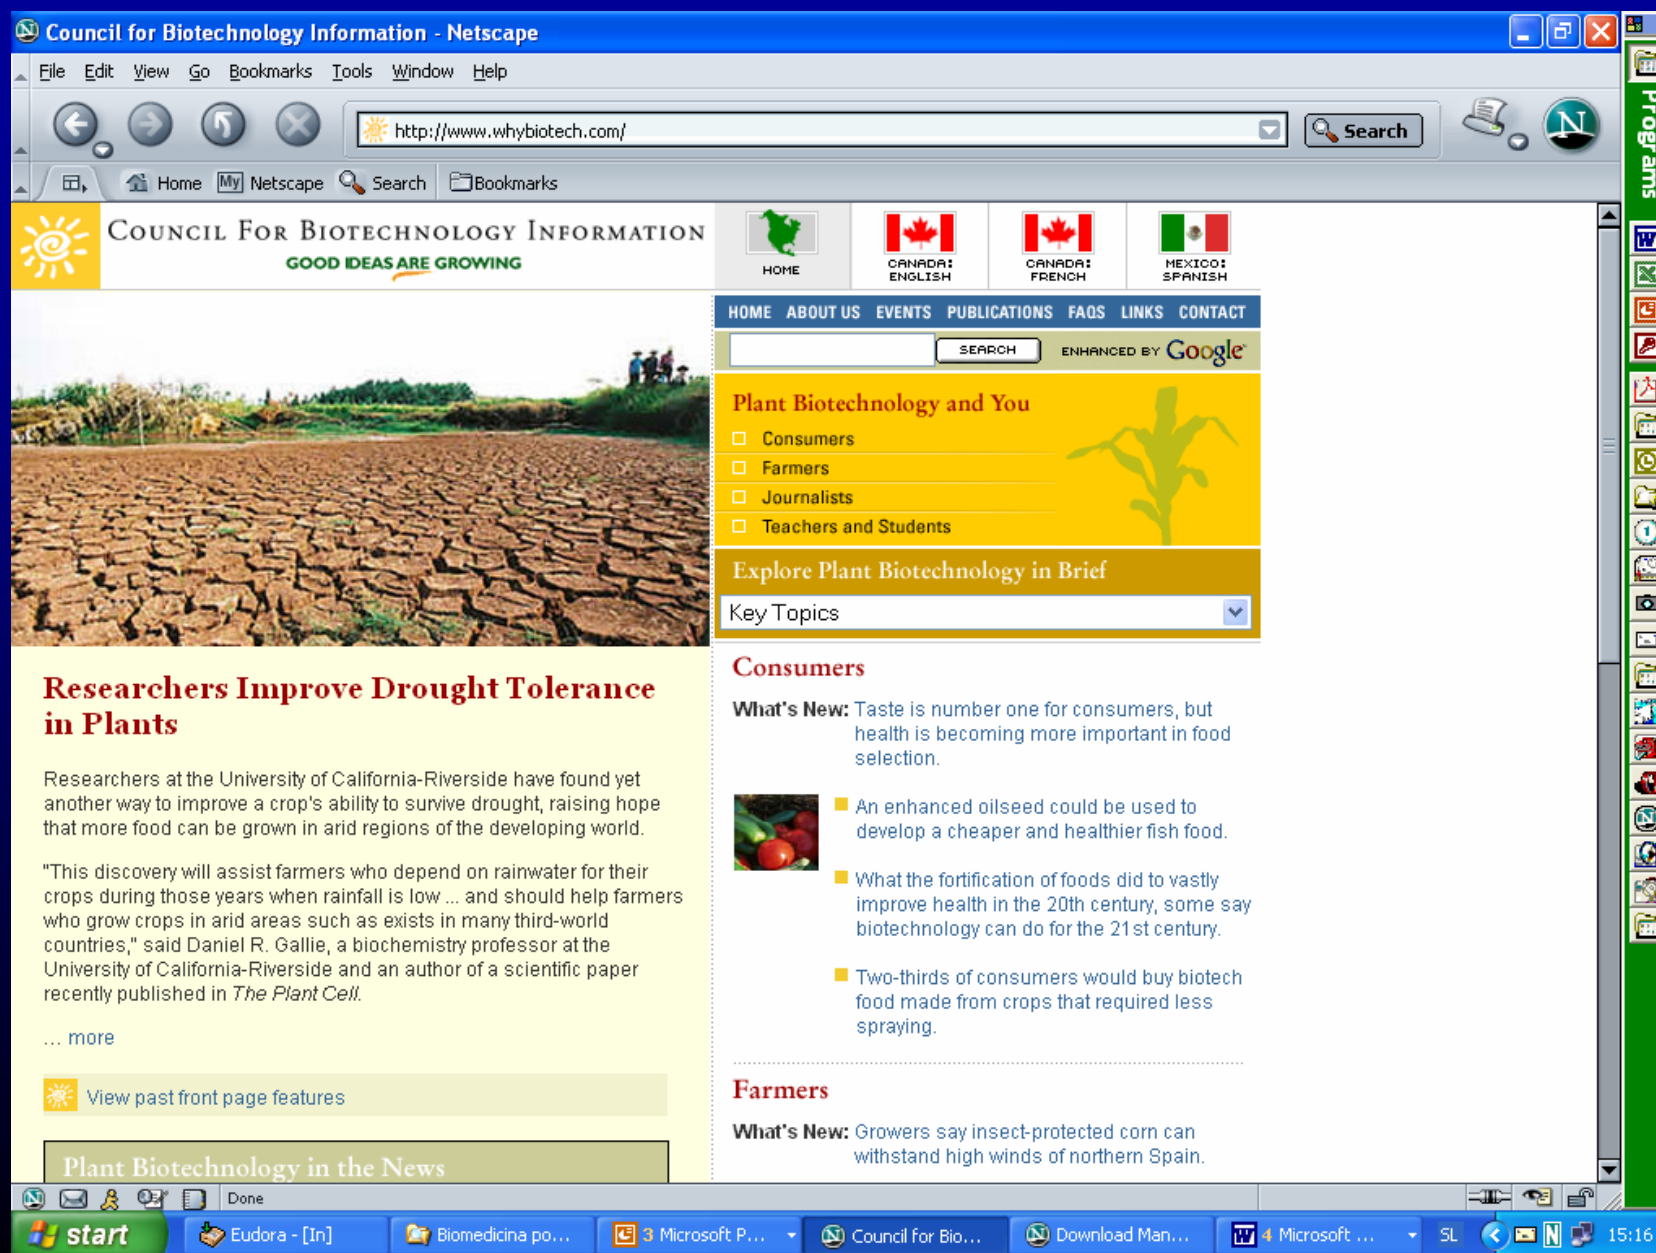 Council for Biotechnology Information - Netscape
File Edit View Go Bookmarks Tools Window Help
http://www.whybiotech.com/
Search
N
Home My Netscape Search Bookmarks
Programs
COUNCIL FOR BIOTECHNOLOGY INFORMATION
GOOD IDEAS ARE GROWING
HOME
CANADA:
ENGLISH
CANADA:
FRENCH
MEXICO:
SPANISH
HOME ABOUT US EVENTS PUBLICATIONS FAQS LINKS CONTACT
SEARCH ENHANCED BY Google
Plant Biotechnology and You
Consumers
Farmers
Journalists
Teachers and Students
Explore Plant Biotechnology in Brief
Key Topics
Researchers Improve Drought Tolerance
in Plants
Researchers at the University of California-Riverside have found yet
another way to improve a crop's ability to survive drought, raising hope
that more food can be grown in arid regions of the developing world.
"This discovery will assist farmers who depend on rainwater for their
crops during those years when rainfall is low ... and should help farmers
who grow crops in arid areas such as exists in many third-world
countries," said Daniel R. Gallie, a biochemistry professor at the
University of California-Riverside and an author of a scientific paper
recently published in The Plant Cell.
... more
View past front page features
Plant Biotechnology in the News
Consumers
What's New: Taste is number one for consumers, but
health is becoming more important in food
selection.
An enhanced oilseed could be used to
develop a cheaper and healthier fish food.
What the fortification of foods did to vastly
improve health in the 20th century, some say
biotechnology can do for the 21st century.
Two-thirds of consumers would buy biotech
food made from crops that required less
spraying.
Farmers
What's New: Growers say insect-protected corn can
withstand high winds of northern Spain.
Done
start Eudora - [In] Biomedicina po... 3 Microsoft P... Council for Bio... Download Man... 4 Microsoft ... SL N 15:16